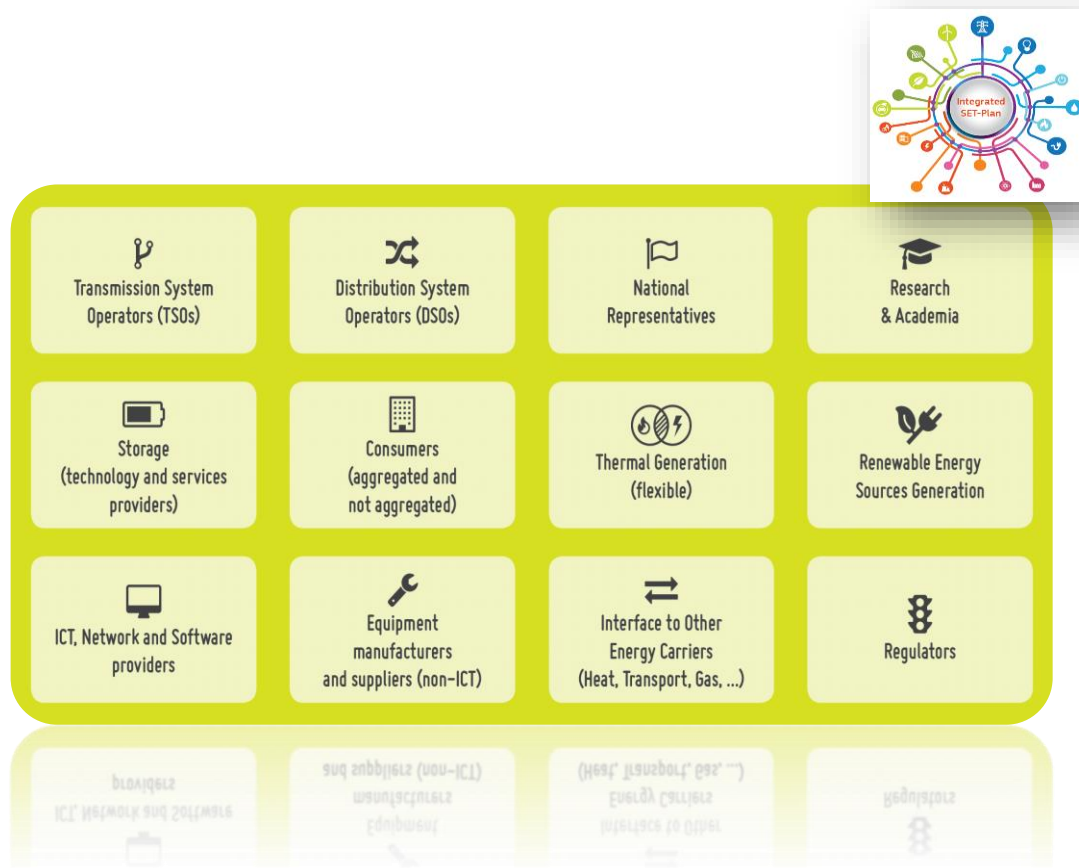 Integrated
SET-Plan
Transmission System
Operators (TSOs)
Distribution System
Operators (DSOs)
National
Representatives
Research
& Academia
Storage
(technology and services
providers)
Consumers
(aggregated and
not aggregated)
Thermal Generation
(flexible)
Renewable Energy
Sources Generation
ICT, Network and Software
providers
Equipment
manufacturers
and suppliers (non-ICT)
Interface to Other
Energy Carriers
(Heat, Transport, Gas, ...)
Regulators